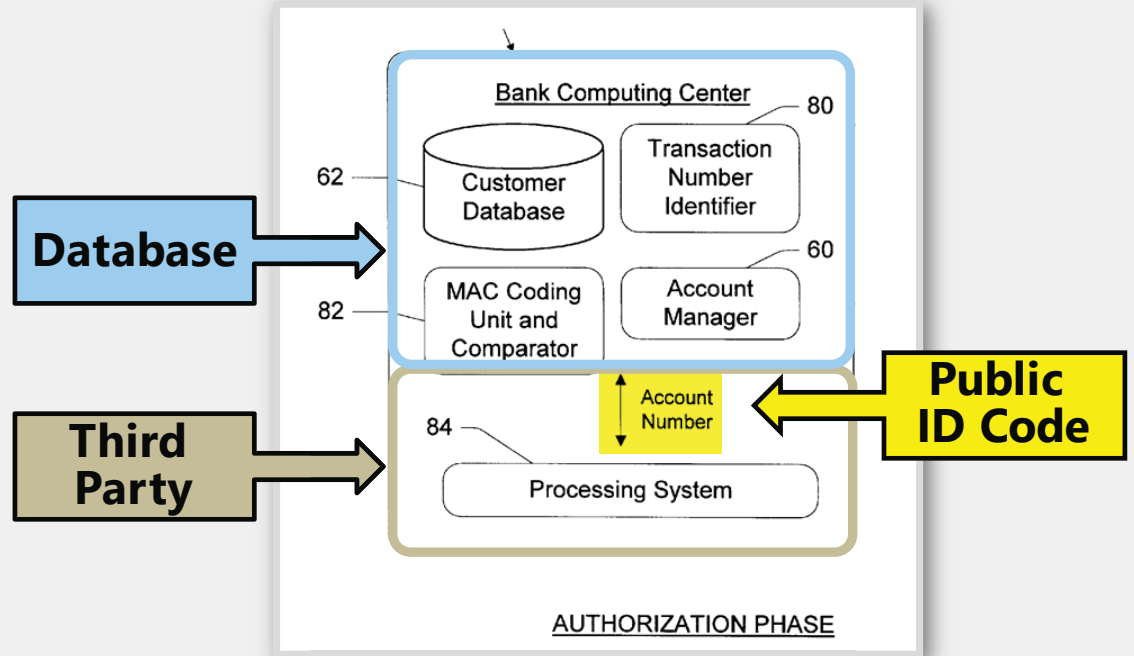 Bank Computing Center
80
Transaction
Number
Identifier
62
Customer
Database
Database
60
Account
Manager
82
MAC Coding
Unit and
Comparator
Public
ID Code
Account
Number
Third
Party
84
Processing System
AUTHORIZATION PHASE